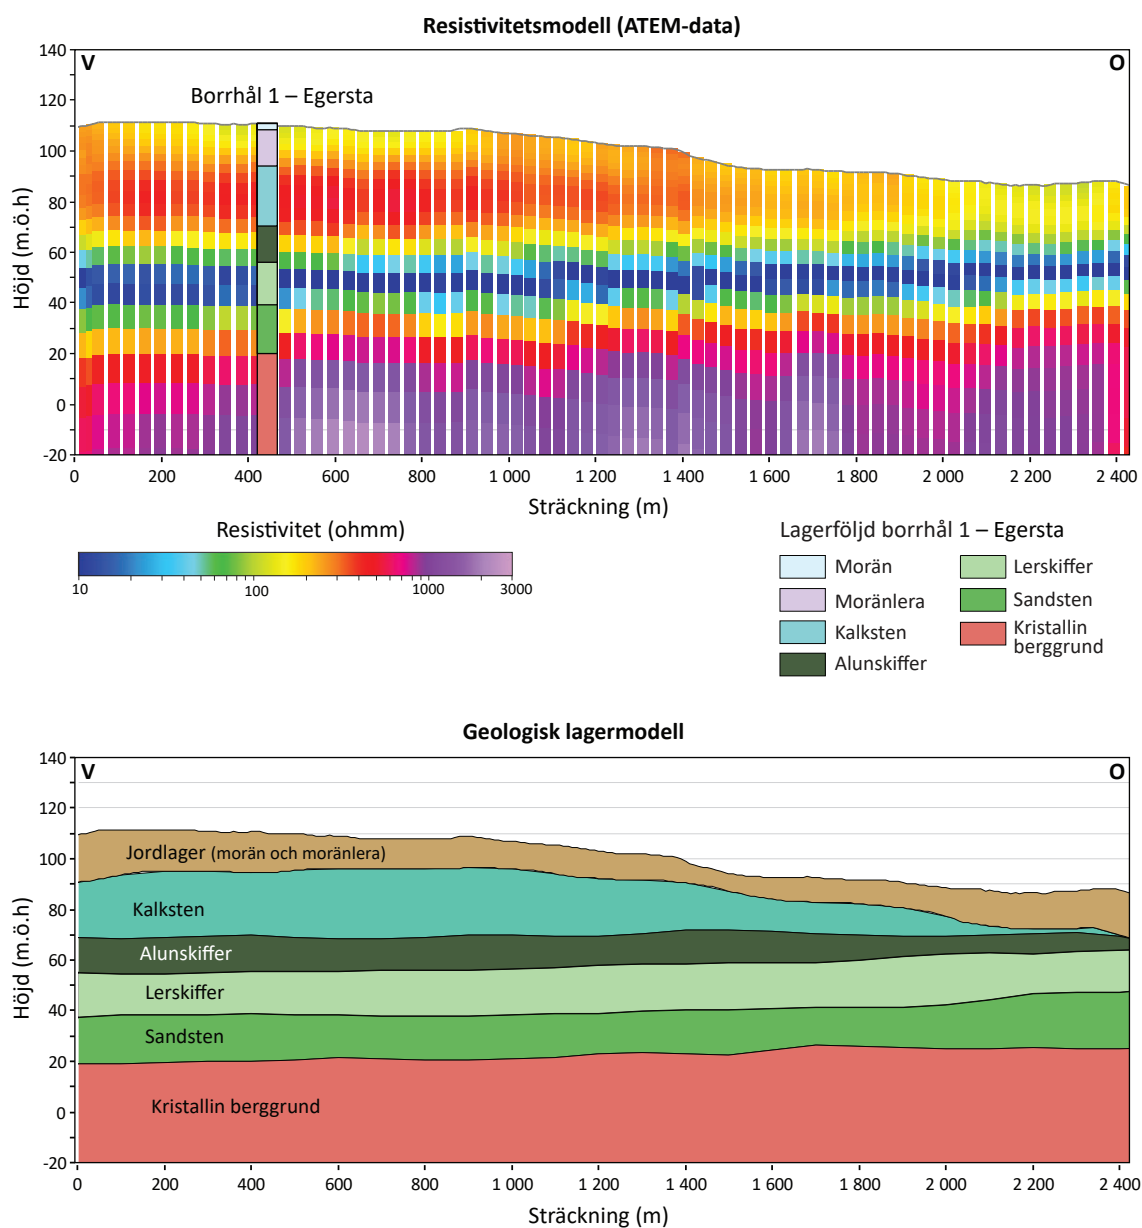 Resistivitetsmodell (ATEM-data)
V
O
Borrhål 1 – Egersta
140
120
100
80
60
40
20
0
-20
Höjd (m.ö.h)
0
200
400
600
800
1 000
1 200
1 400
1 600
1 800
2 000
2 200
2 400
Sträckning (m)
Resistivitet (ohmm)
10
100
1000
3000
Lagerföljd borrhål 1 – Egersta
Morän
Moränlera
Kalksten
Alunskiffer
Lerskiffer
Sandsten
Kristallin
berggrund
Geologisk lagermodell
V
O
140
120
100
80
60
40
20
0
-20
Höjd (m.ö.h)
Jordlager (morän och moränlera)
Kalksten
Alunskiffer
Lerskiffer
Sandsten
Kristallin berggrund
0
200
400
600
800
1 000
1 200
1 400
1 600
1 800
2 000
2 200
2 400
Sträckning (m)